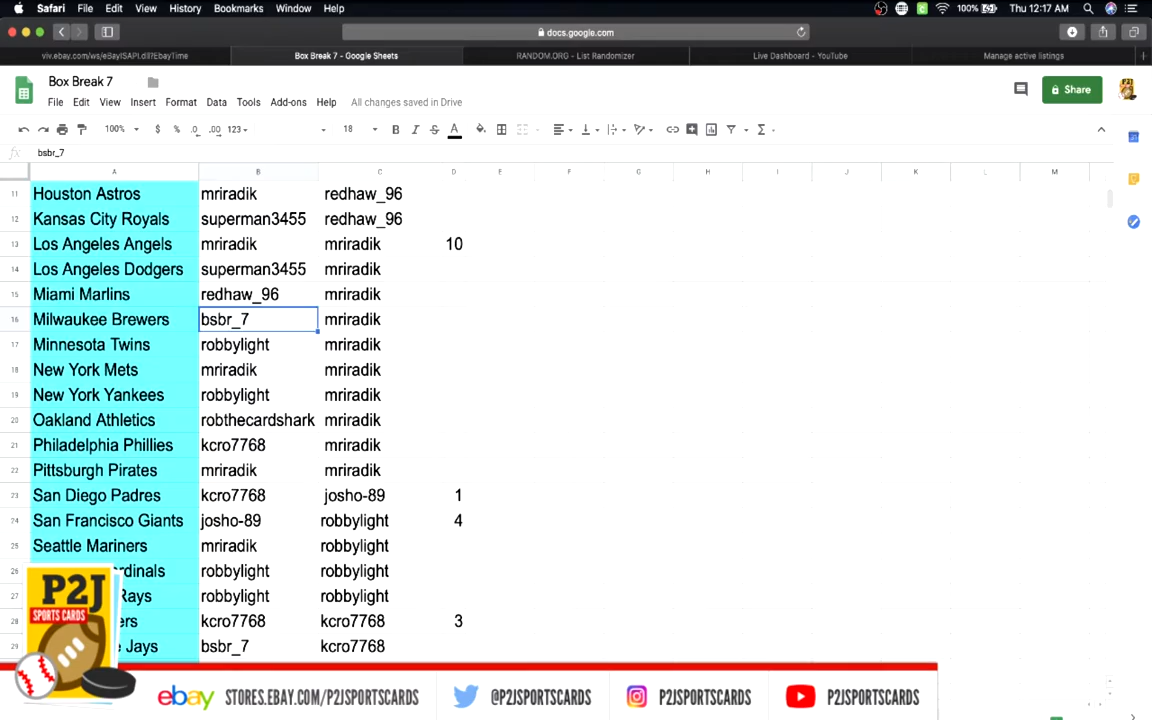 Safari File Edit View History Bookmarks Window Help 100% Thu 12:17 AM
docs.google.com
viv.ebay.com/ws/eBayISAPI.dll?EbayTime Box Break 7 - Google Sheets RANDOM.ORG - List Randomizer Live Dashboard - YouTube Manage active listings
Box Break 7
File Edit View Insert Format Data Tools Add-ons Help All changes saved in Drive Share
100% $ % .0 .00 123 18 B I S A
fx bsbr_7
A B C D E F G H I J K L M
11 Houston Astros mriradik redhaw_96
12 Kansas City Royals superman3455 redhaw_96
13 Los Angeles Angels mriradik mriradik 10
14 Los Angeles Dodgers superman3455 mriradik
15 Miami Marlins redhaw_96 mriradik
16 Milwaukee Brewers bsbr_7 mriradik
17 Minnesota Twins robbylight mriradik
18 New York Mets mriradik mriradik
19 New York Yankees robbylight mriradik
20 Oakland Athletics robthecardshark mriradik
21 Philadelphia Phillies kcro7768 mriradik
22 Pittsburgh Pirates mriradik mriradik
23 San Diego Padres kcro7768 josho-89 1
24 San Francisco Giants josho-89 robbylight 4
25 Seattle Mariners mriradik robbylight
26 rdinals robbylight robbylight
27 Rays robbylight robbylight
28 ers kcro7768 kcro7768 3
29 e Jays bsbr_7 kcro7768
P2J
SPORTS CARDS
ebay STORES.EBAY.COM/P2JSPORTSCARDS @P2JSPORTSCARDS P2JSPORTSCARDS P2JSPORTSCARDS